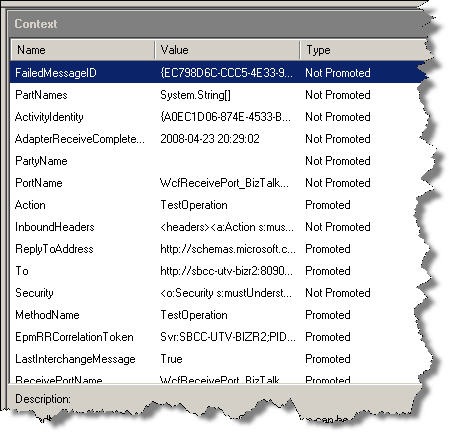 Context
Name Value Type
FailedMessageID {EC798D6C-CCC5-4E33-9... Not Promoted
PartNames System.String[] Not Promoted
ActivityIdentity {A0EC1D06-874E-4533-B... Not Promoted
AdapterReceiveComplete... 2008-04-23 20:29:02 Not Promoted
PartyName Not Promoted
PortName WcfReceivePort_BizTalk... Not Promoted
Action TestOperation Promoted
InboundHeaders <headers><a:Action s:mus... Not Promoted
ReplyToAddress http://schemas.microsoft.c... Promoted
To http://sbcc-utv-bizr2:8090... Promoted
Security <o:Security s:mustUnderst... Not Promoted
MethodName TestOperation Promoted
EpmRRCorrelationToken Svr:SBCC-UTV-BIZR2;PID... Promoted
LastInterchangeMessage True Promoted
ReceivePortName WcfReceivePort_BizTalk... Promoted
Description: